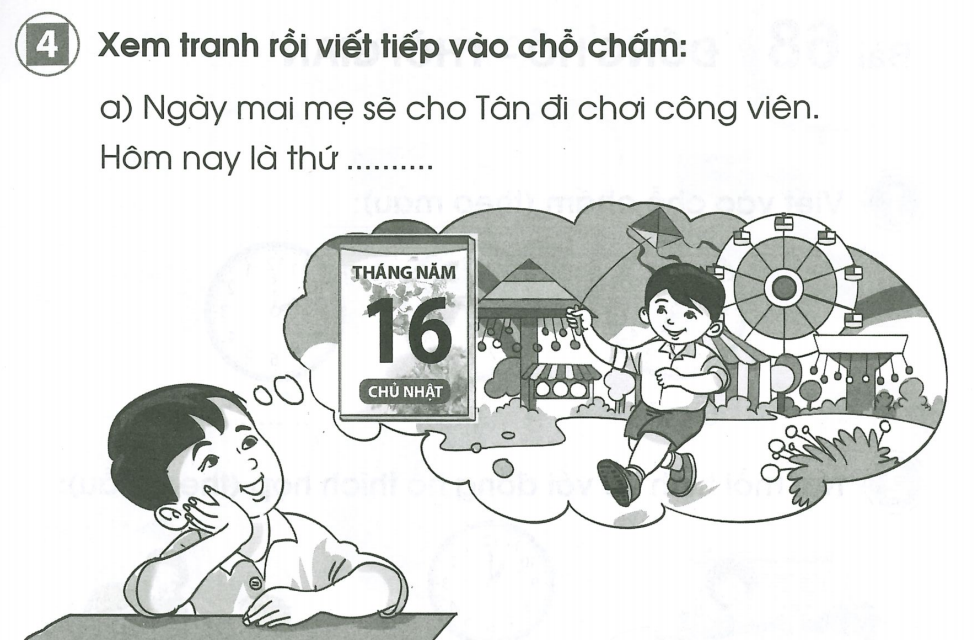 4 Xem tranh rồi viết tiếp vào chỗ chấm:
a) Ngày mai mẹ sẽ cho Tân đi chơi công viên.
Hôm nay là thứ ..........
THÁNG NĂM
16
CHỦ NHẬT